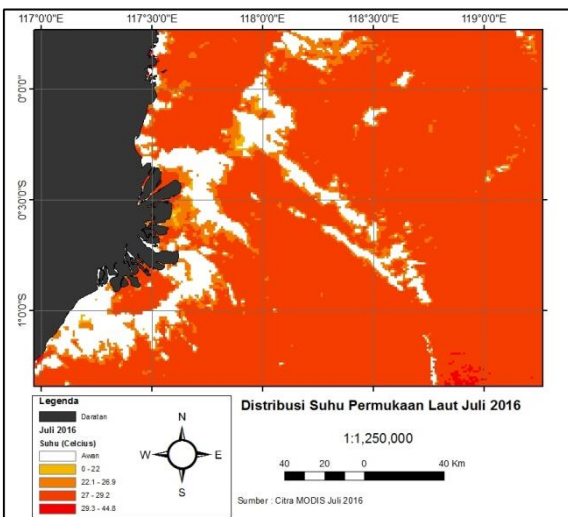 117°0'0" 117°30'0" 118°0'0" 118°30'0" 119°0'0"
0°0'0"
0°30'0"S
1°0'0"S
Legenda
Daratan
Juli 2016
Suhu (Celcius)
Awan
0 - 22
22.1 - 26.9
27 - 29.2
29.3 - 44.8
N
W E
S
Distribusi Suhu Permukaan Laut Juli 2016
1:1,250,000
40 20 0 40 Km
Sumber : Citra MODIS Juli 2016